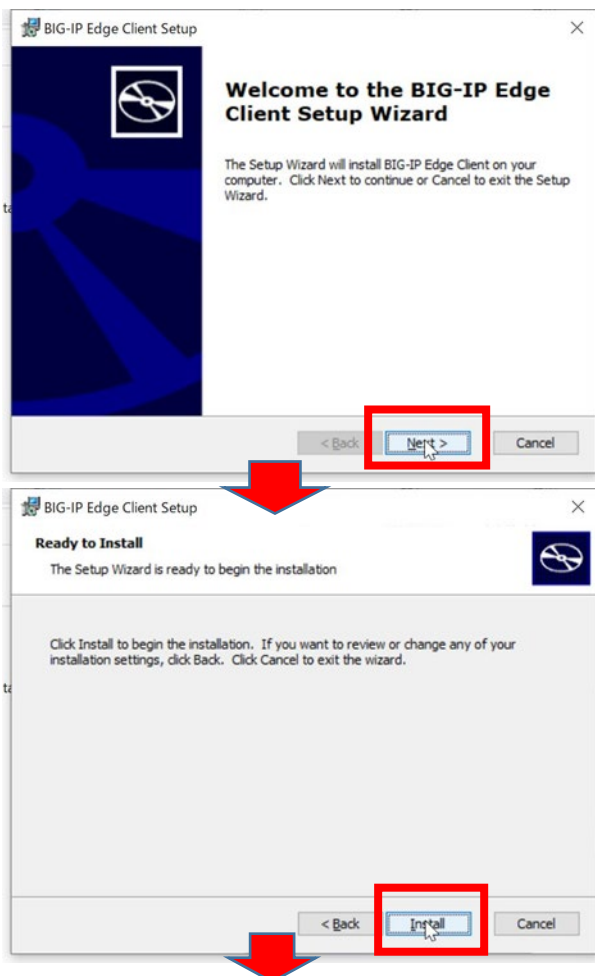 BIG-IP Edge Client Setup
Welcome to the BIG-IP Edge
Client Setup Wizard
The Setup Wizard will install BIG-IP Edge Client on your
computer. Click Next to continue or Cancel to exit the Setup
Wizard.
ta
< Back Next > Cancel
BIG-IP Edge Client Setup
Ready to Install
The Setup Wizard is ready to begin the installation
Click Install to begin the installation. If you want to review or change any of your
installation settings, click Back. Click Cancel to exit the wizard.
ta
< Back Install Cancel